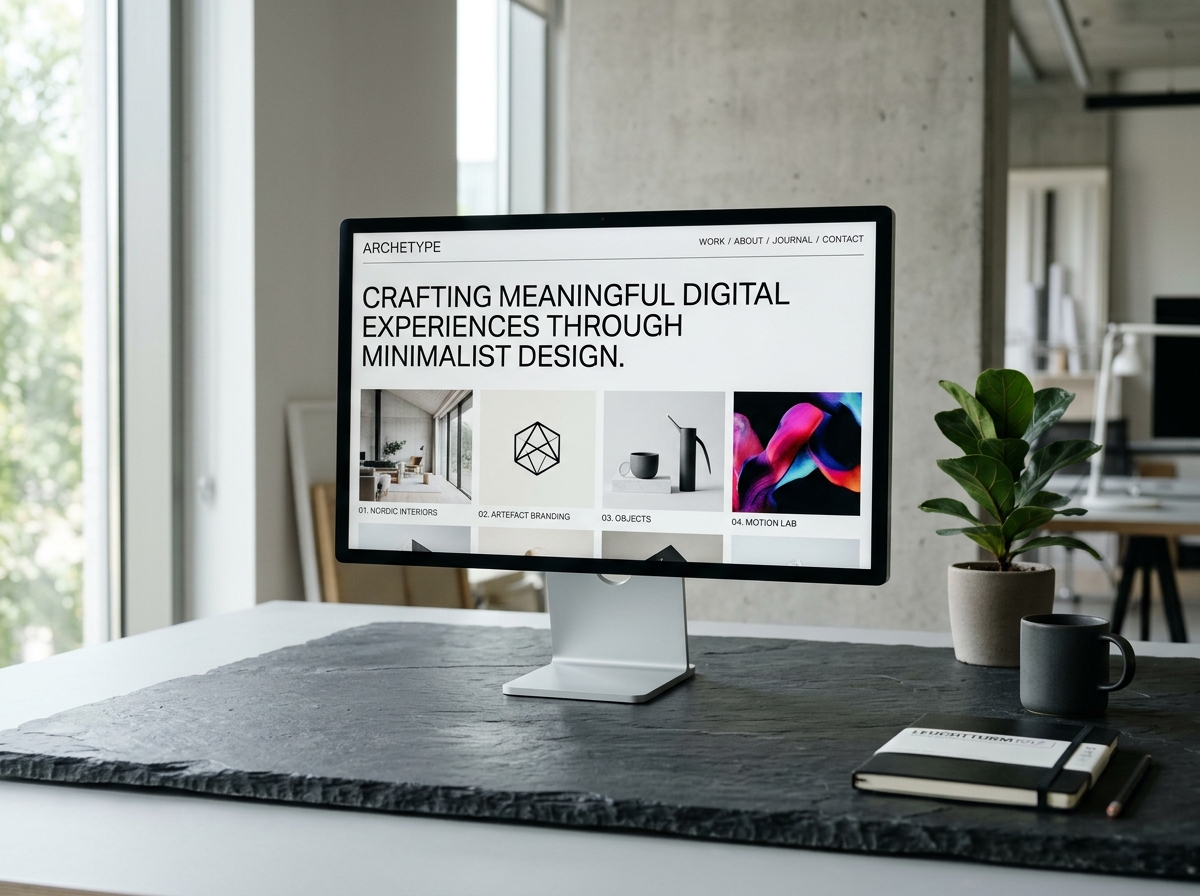 ARCHETYPE
WORK / ABOUT / JOURNAL / CONTACT
CRAFTING MEANINGFUL DIGITAL
EXPERIENCES THROUGH
MINIMALIST DESIGN.
01. NORDIC INTERIORS
02. ARTEFACT BRANDING
03. OBJECTS
04. MOTION LAB
LEUCHTTURM1917